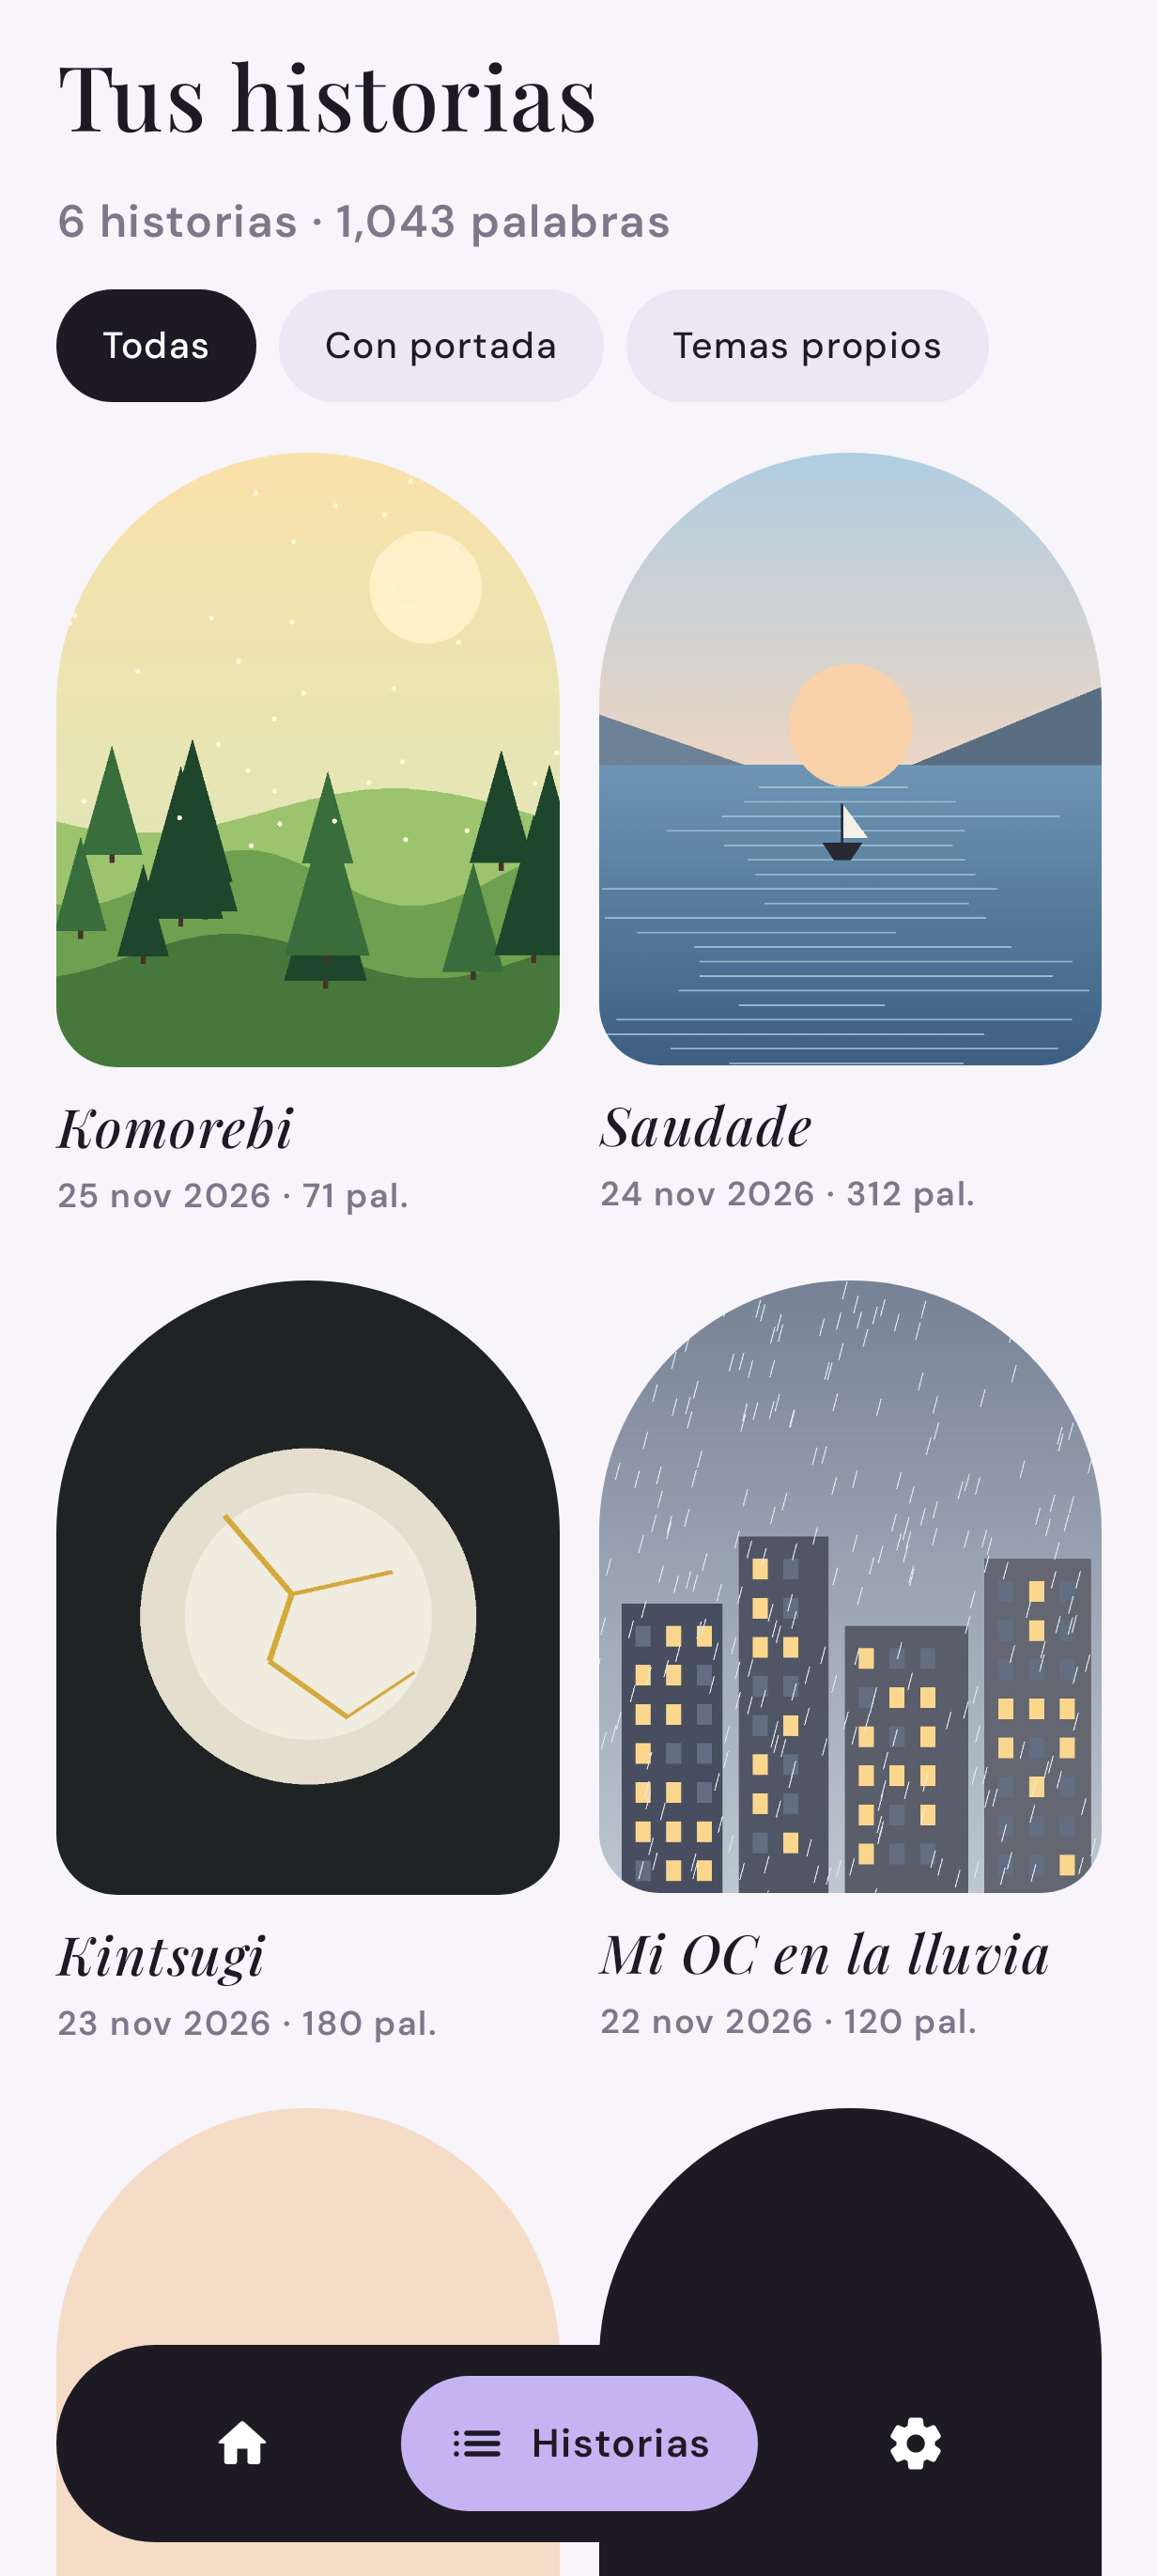 Tus historias
6 historias · 1,043 palabras
Todas
Con portada
Temas propios
Komorebi
25 nov 2026 · 71 pal.
Saudade
24 nov 2026 · 312 pal.
Kintsugi
23 nov 2026 · 180 pal.
Mi OC en la lluvia
22 nov 2026 · 120 pal.
Historias